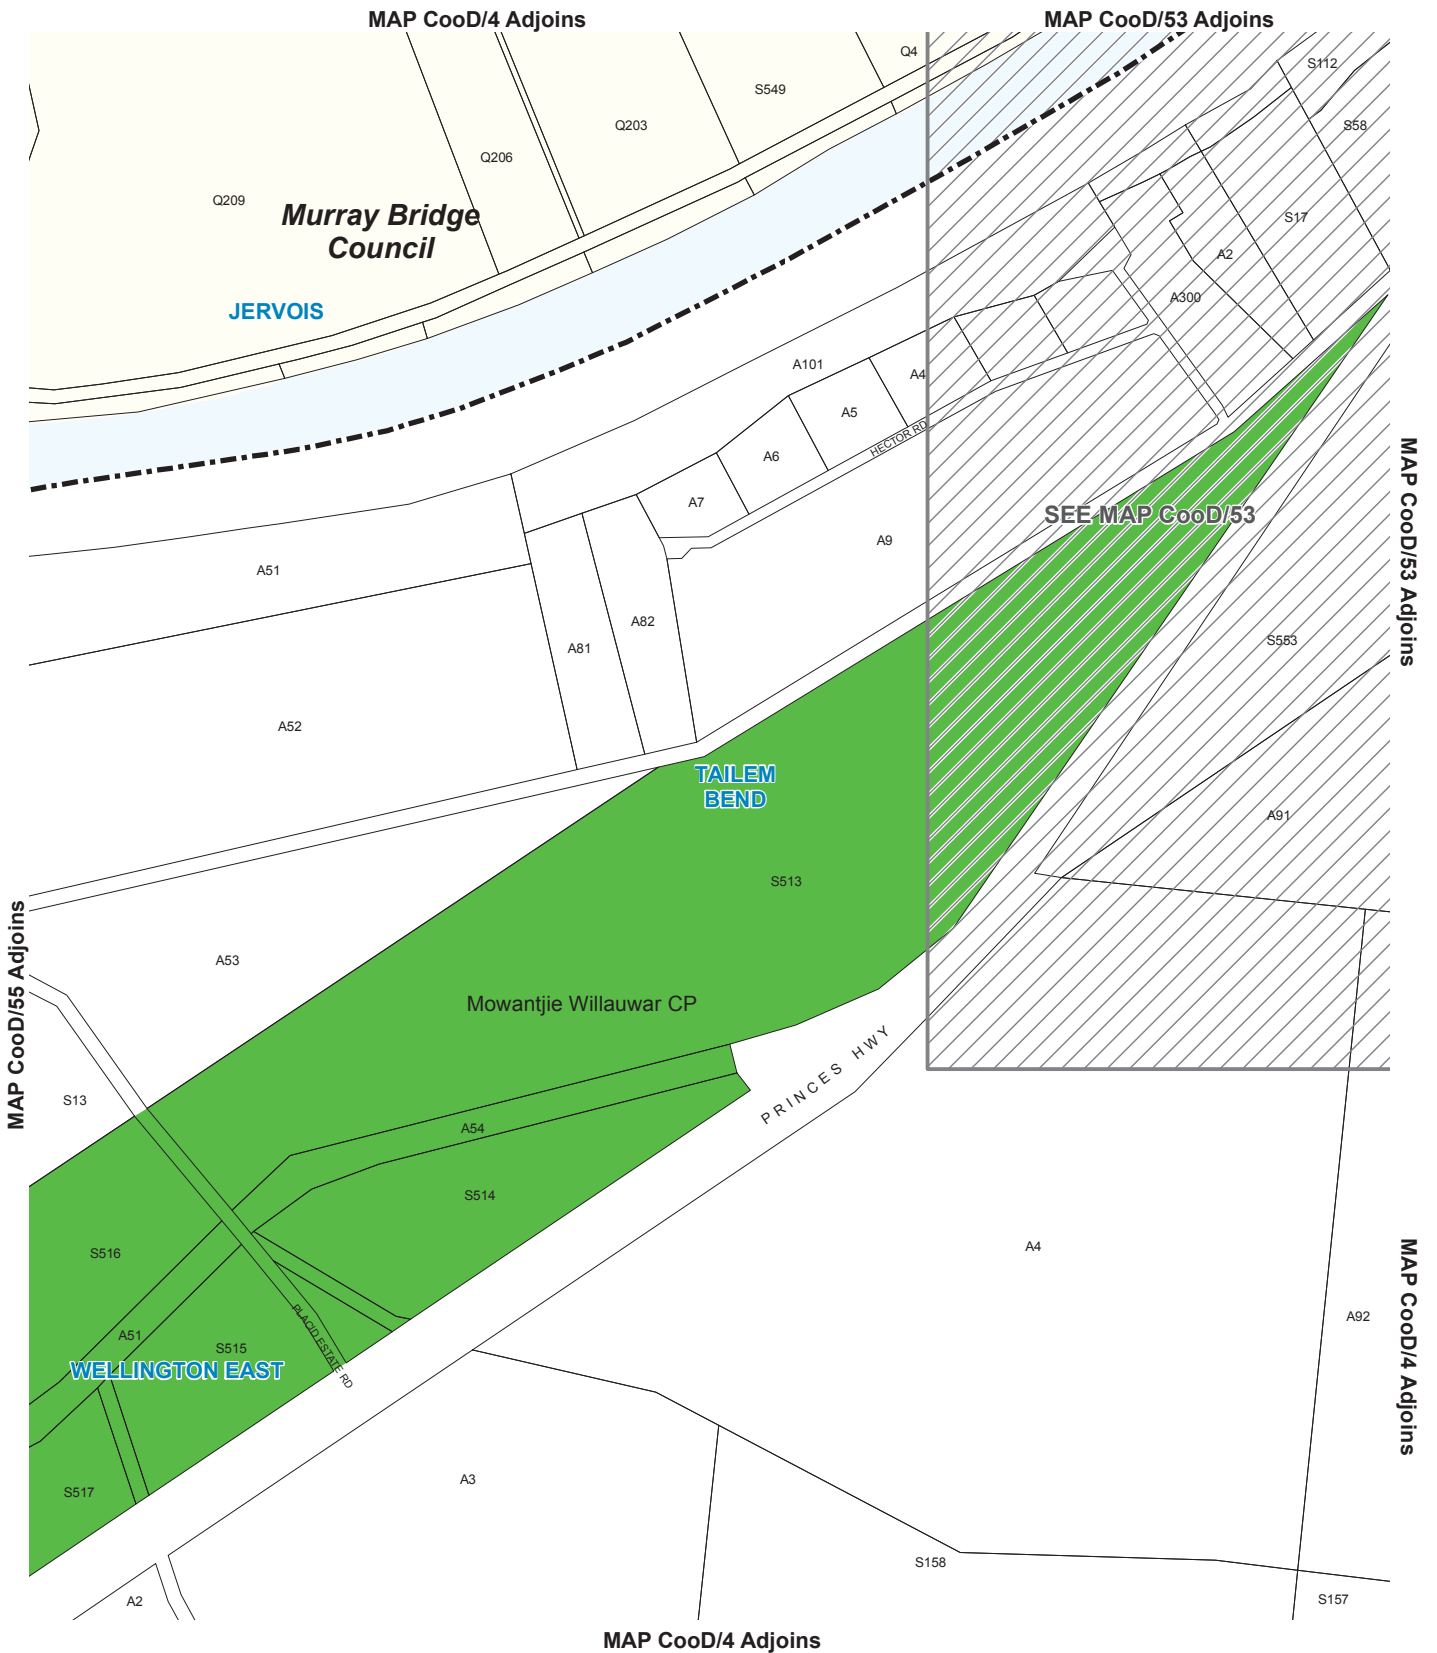 MAP CooD/4 Adjoins
MAP CooD/53 Adjoins
Q4
S112
S549
Q203
S58
Q206
Q209
Murray Bridge
Council
S17
A2
A300
JERVOIS
A101
A4
A5
HECTOR RD
A6
A7
SEE MAP CooD/53
MAP CooD/53 Adjoins
A9
A51
A82
A81
S553
A52
TAILEM
BEND
A91
S513
A53
Mowantjie Willauwar CP
MAP CooD/55 Adjoins
PRINCES HWY
S13
A54
S514
S516
A4
A51
S515
PLACID ESTATE RD
WELLINGTON EAST
A92
MAP CooD/4 Adjoins
A3
S517
S158
A2
S157
MAP CooD/4 Adjoins